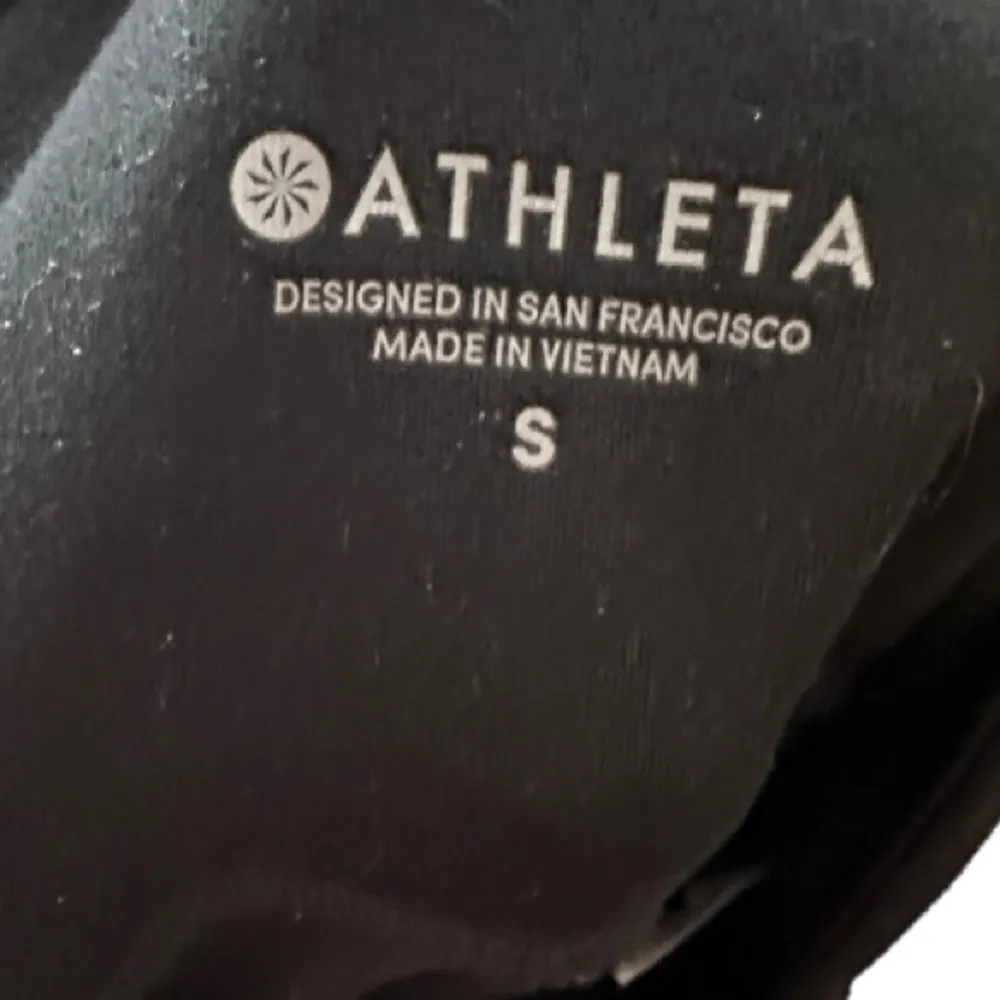 ATHLETA
DESIGNED IN SAN FRANCISCO
MADE IN VIETNAM
S